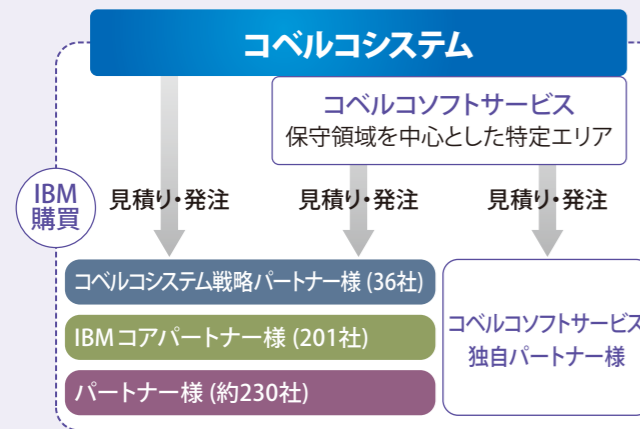 コベルコシステム
コベルコソフトサービス
保守領域を中心とした特定エリア
IBM
購買
見積り・発注
見積り・発注
見積り・発注
コベルコシステム戦略パートナー様 (36社)
IBMコアパートナー様 (201社)
パートナー様 (約230社)
コベルコソフトサービス
独自パートナー様